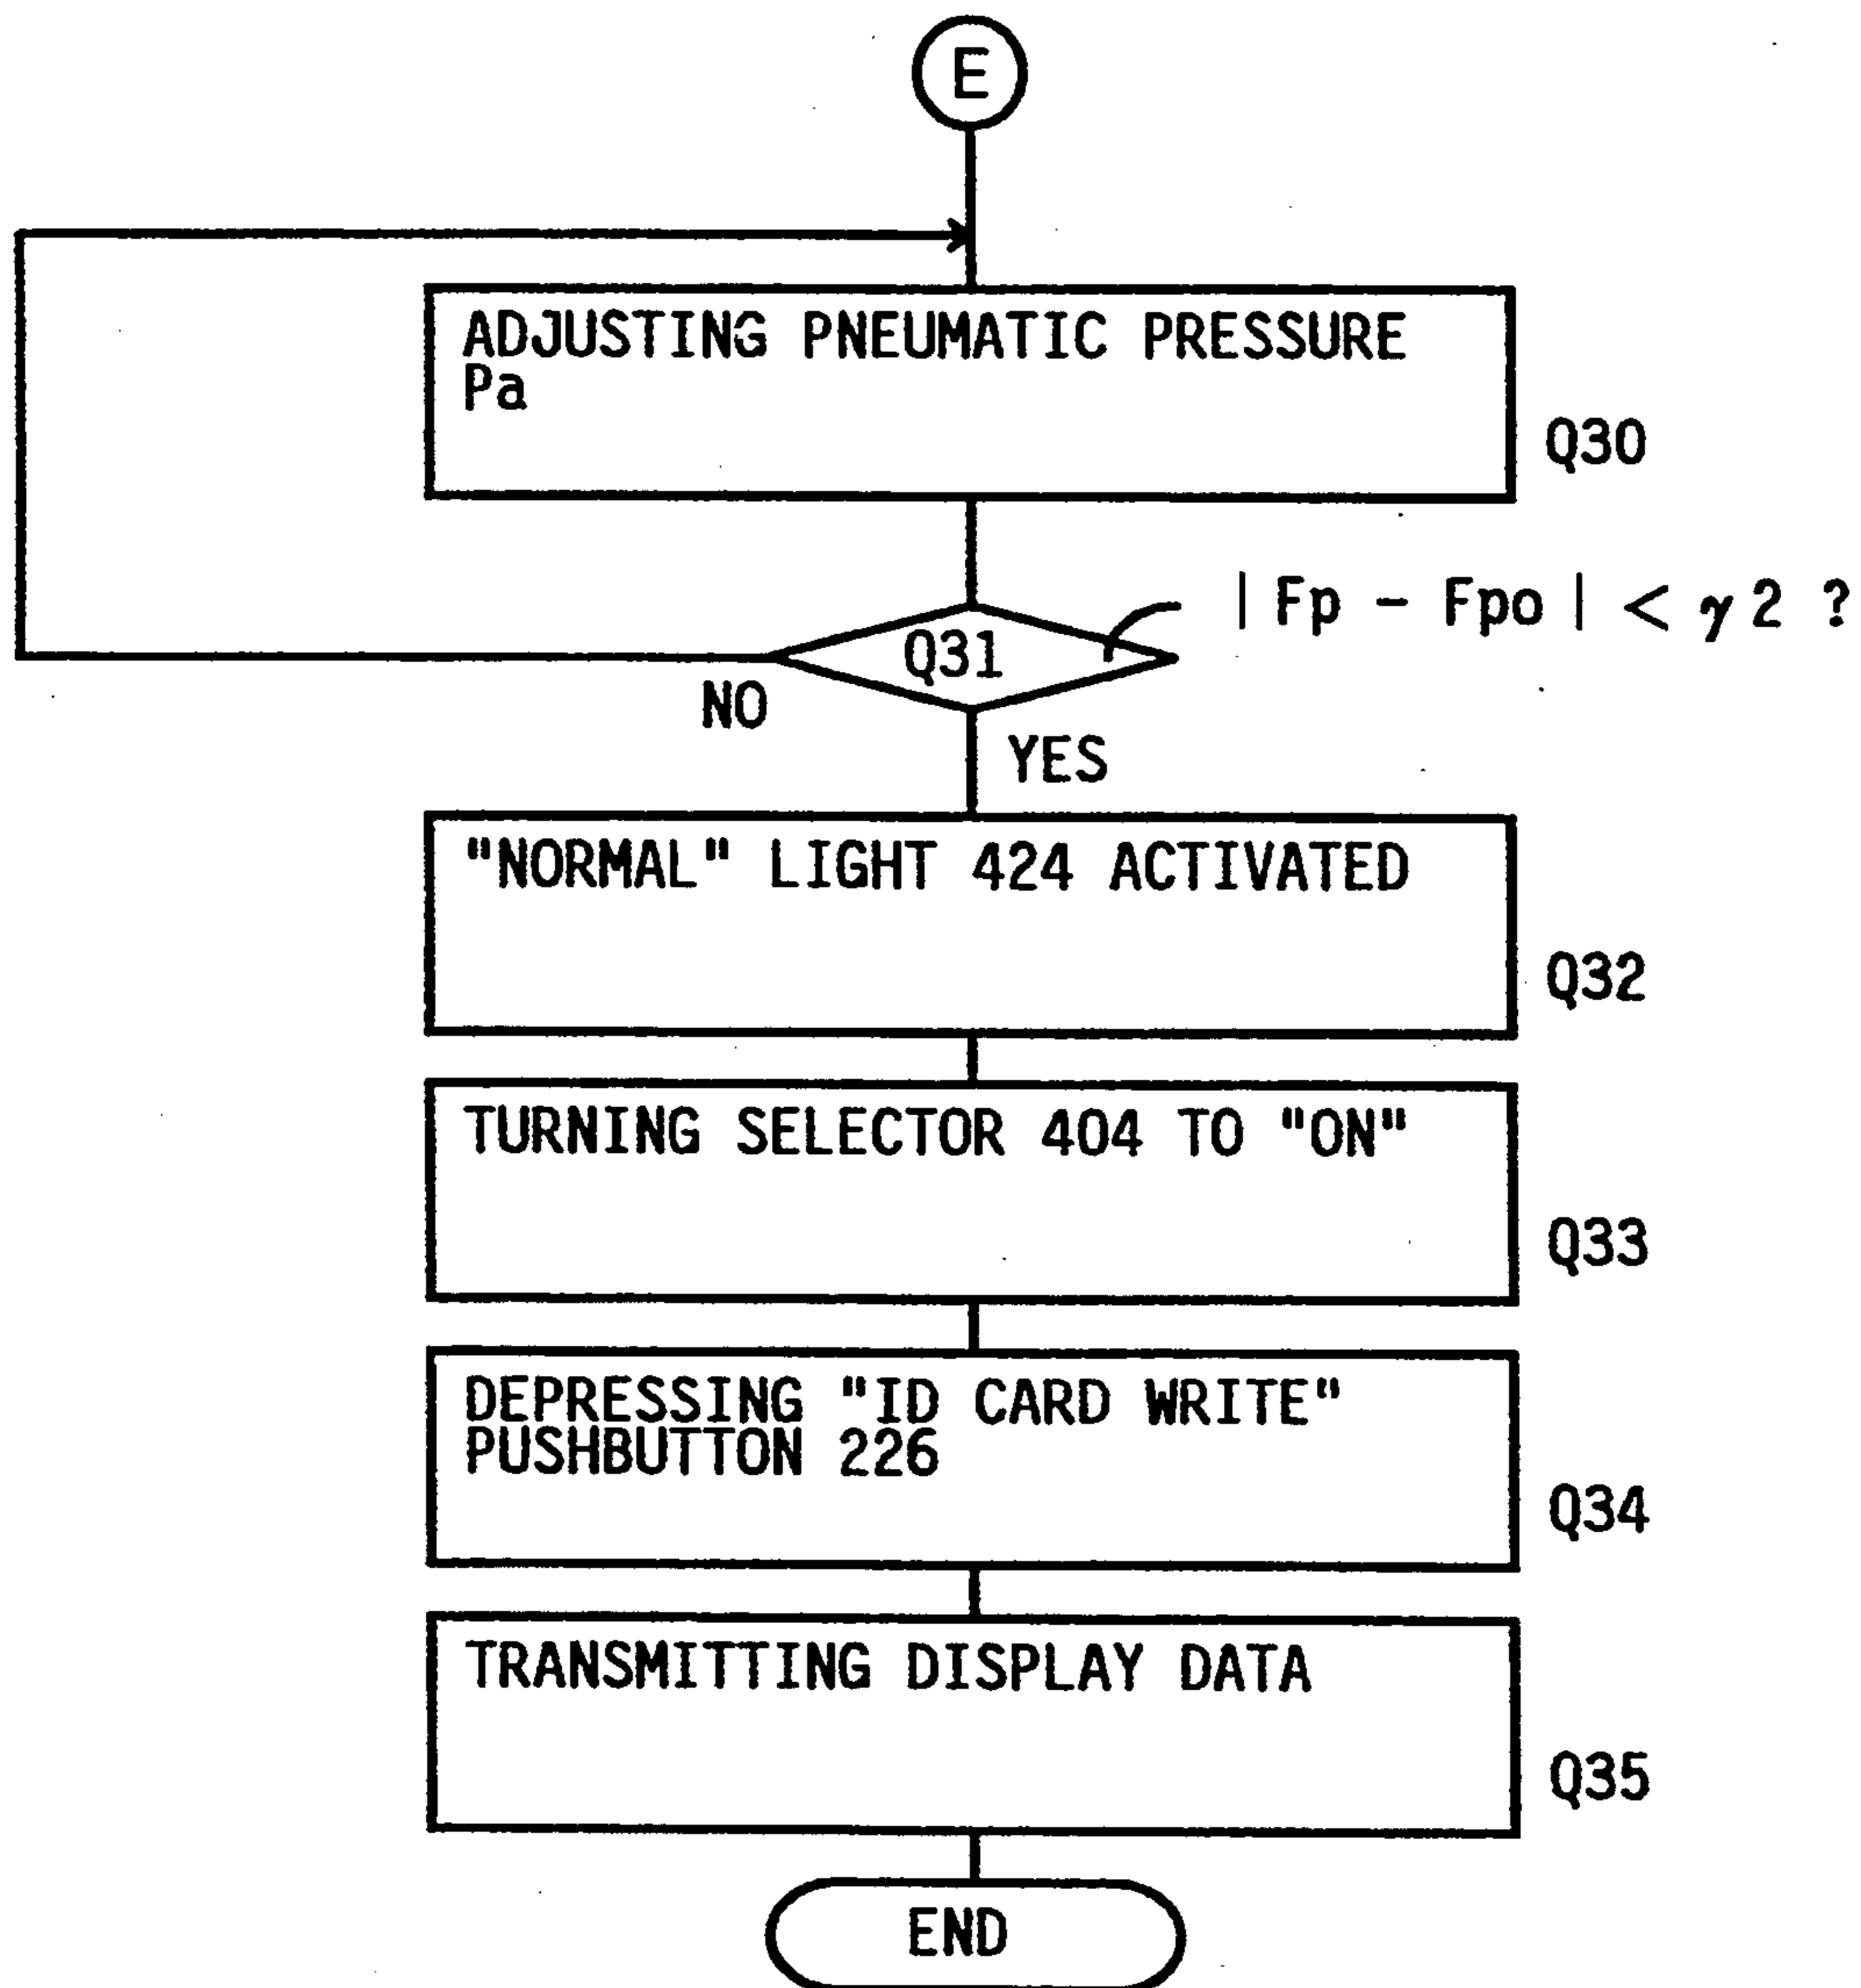 E
ADJUSTING PNEUMATIC PRESSURE
Pa
Q30
| Fp - Fpo | < γ2 ?
Q31
NO
YES
"NORMAL" LIGHT 424 ACTIVATED
Q32
TURNING SELECTOR 404 TO "ON"
Q33
DEPRESSING "ID CARD WRITE"
PUSHBUTTON 226
Q34
TRANSMITTING DISPLAY DATA
Q35
END